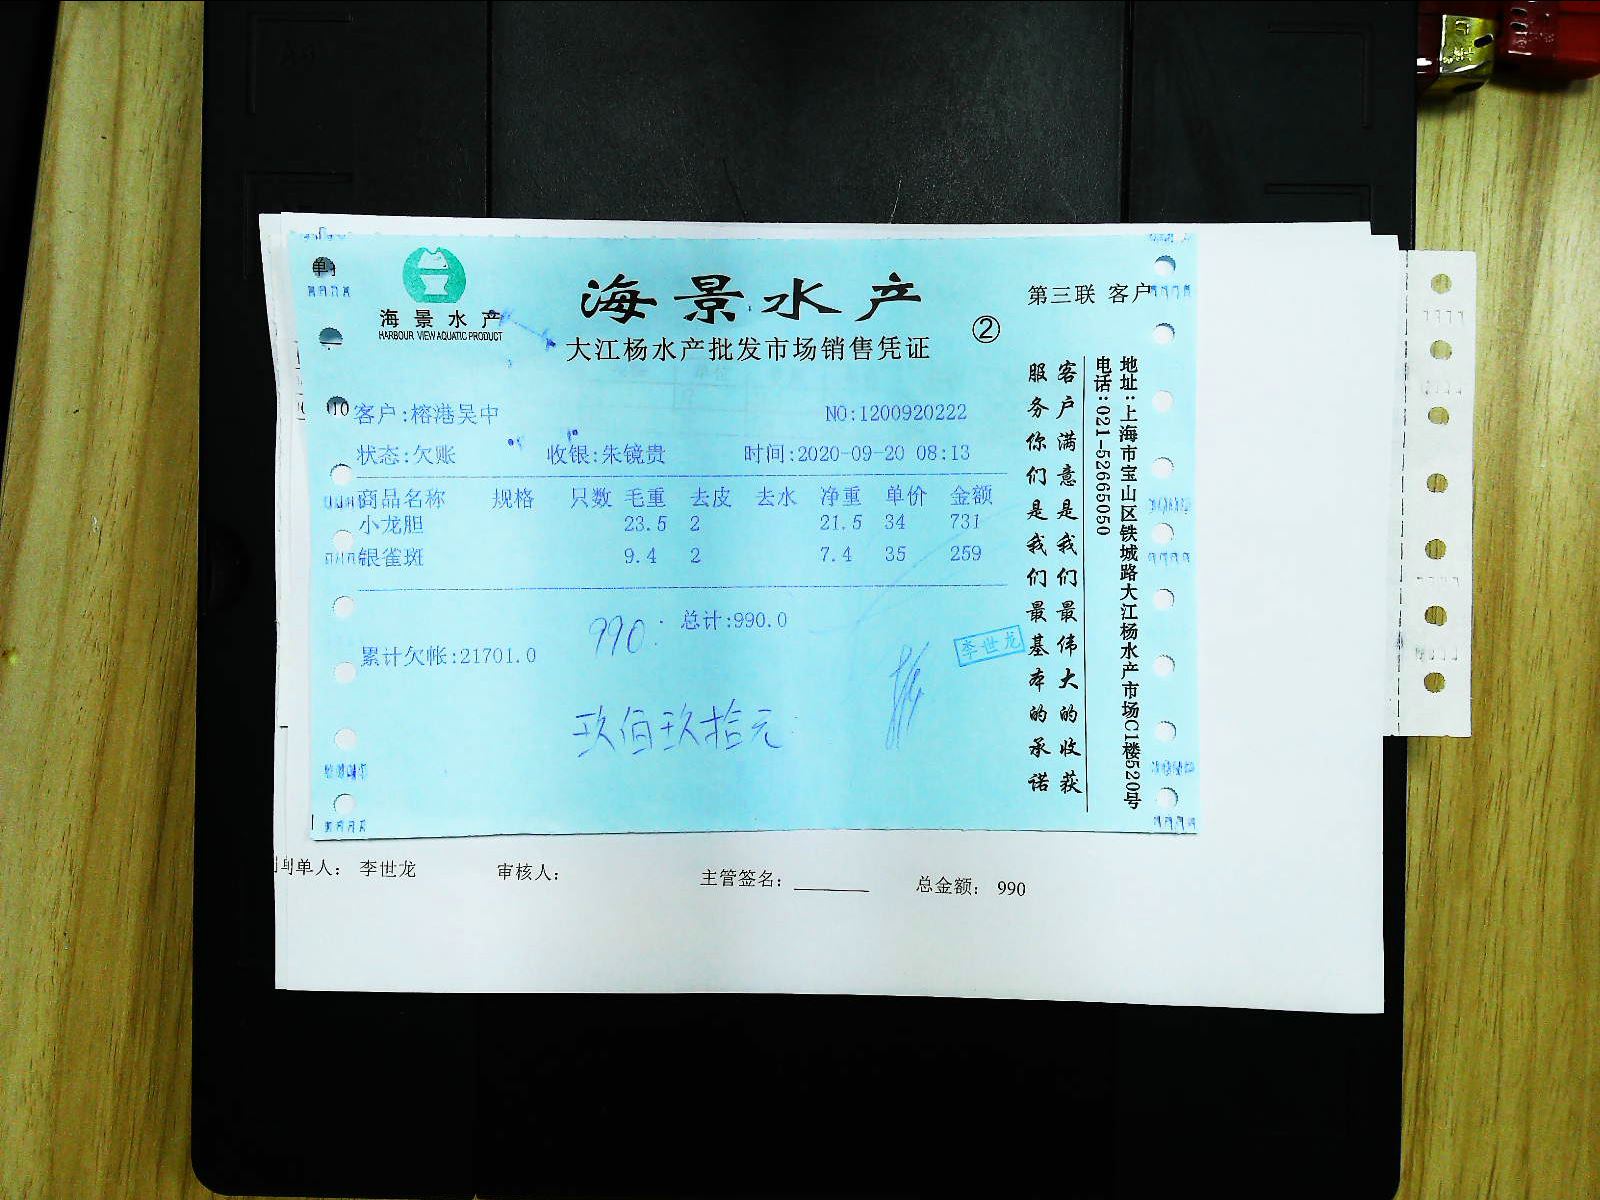 海景水产
HARBOUR VIEW AQUATIC PRODUCT
海景水产
大江杨水产批发市场销售凭证
②
第三联 客户
客户:榕港吴中 NO:1200920222
状态:欠账 收银:朱镜贵 时间:2020-09-20 08:13
商品名称 规格 只数 毛重 去皮 去水 净重 单价 金额
小龙胆 23.5 2 21.5 34 731
银雀斑 9.4 2 7.4 35 259
990. 总计:990.0
累计欠帐:21701.0
玖佰玖拾元
李世龙
客户满意是我们最伟大的收获
服务你们是我们最基本的承诺
地址:上海市宝山区铁城路大江杨水产市场C1楼520号
电话:021-52665050
单人: 李世龙 审核人: 主管签名: 总金额: 990